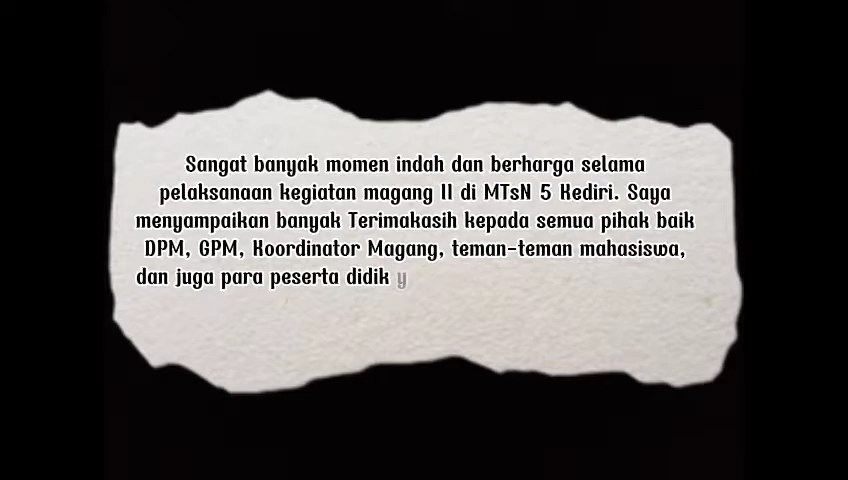 Sangat banyak momen indah dan berharga selama
pelaksanaan kegiatan magang II di MTsN 5 Kediri. Saya
menyampaikan banyak Terimakasih kepada semua pihak baik
DPM, GPM, Koordinator Magang, teman-teman mahasiswa,
dan juga para peserta didik y